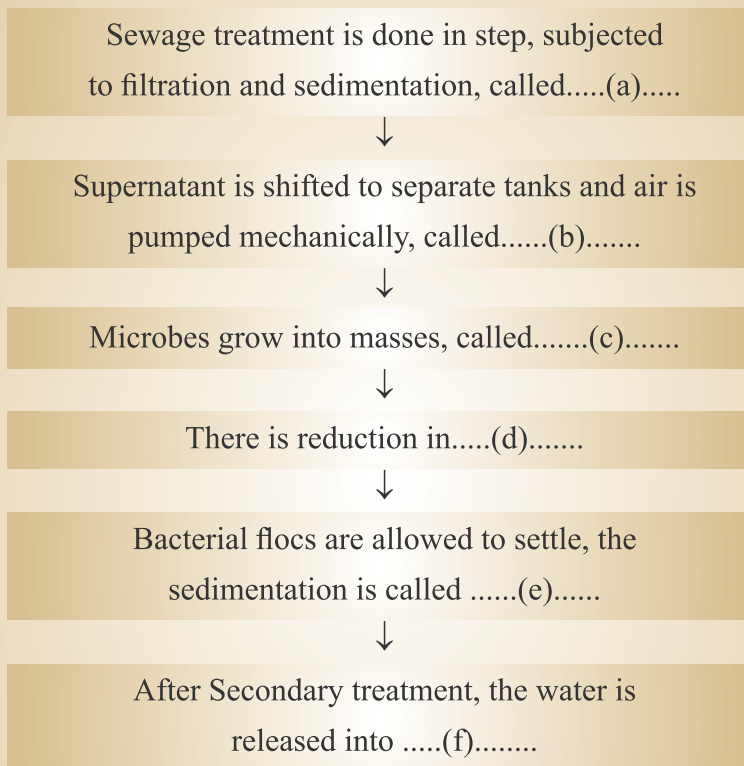 Sewage treatment is done in step, subjected
to filtration and sedimentation, called.....(a).....
↓
Supernatant is shifted to separate tanks and air is
pumped mechanically, called......(b).......
↓
Microbes grow into masses, called.......(c).......
↓
There is reduction in.....(d).......
↓
Bacterial flocs are allowed to settle, the
sedimentation is called ......(e)......
↓
After Secondary treatment, the water is
released into .....(f)........